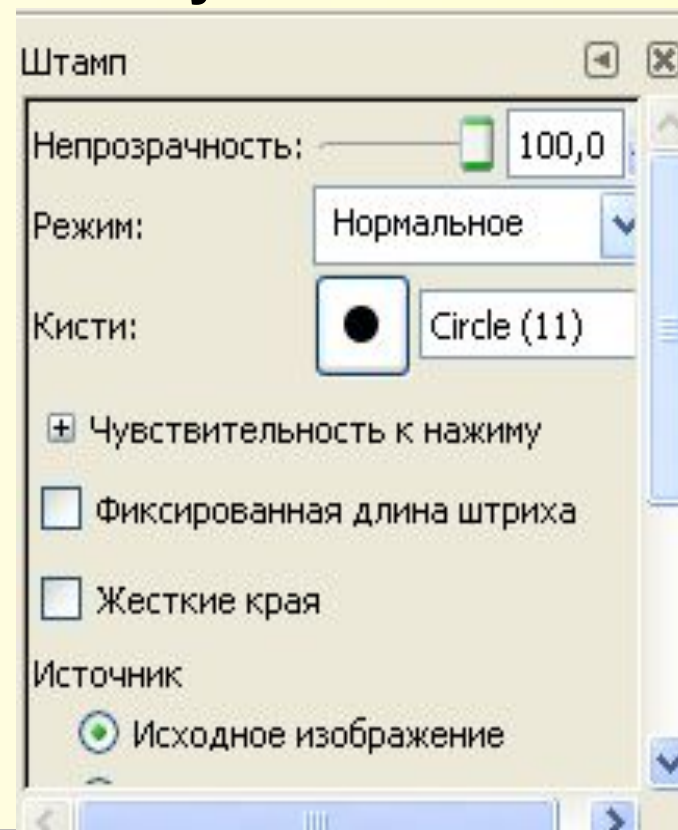 Штамп
Непрозрачность: 100,0
Режим: Нормальное
Кисти: Circle (11)
Чувствительность к нажиму
Фиксированная длина штриха
Жесткие края
Источник
Исходное изображение